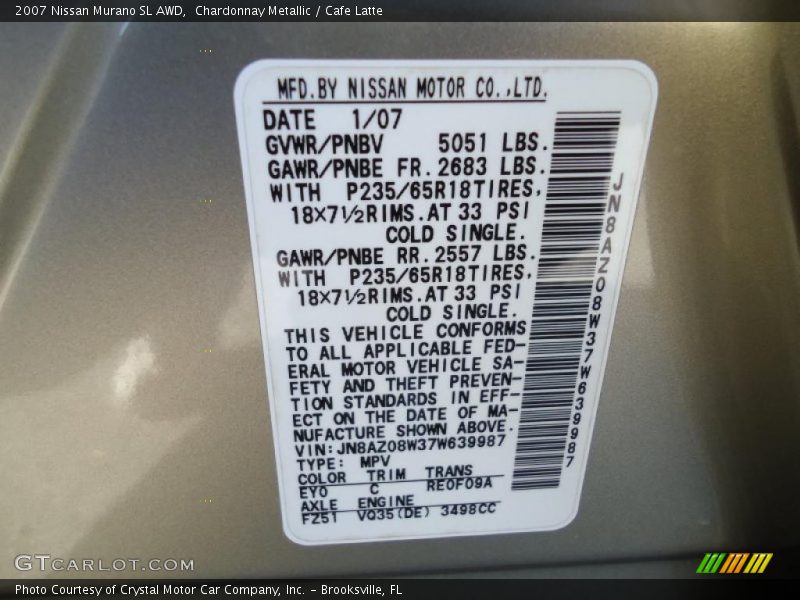 2007 Nissan Murano SL AWD,  Chardonnay Metallic / Cafe Latte
MFD.BY NISSAN MOTOR CO.,LTD.
DATE 1/07
GVWR/PNBV 5051 LBS.
GAWR/PNBE FR. 2683 LBS.
WITH P235/65R18TIRES,
18×7½RIMS.AT 33 PSI
COLD SINGLE.
GAWR/PNBE RR. 2557 LBS.
WITH P235/65R18TIRES,
18×7½RIMS.AT 33 PSI
COLD SINGLE.
THIS VEHICLE CONFORMS
TO ALL APPLICABLE FED-
ERAL MOTOR VEHICLE SA-
FETY AND THEFT PREVEN-
TION STANDARDS IN EFF-
ECT ON THE DATE OF MA-
NUFACTURE SHOWN ABOVE.
VIN:JN8AZ08W37W639987
TYPE: MPV
COLOR TRIM TRANS
EY0 C RE0F09A
AXLE ENGINE
FZ51 VQ35(DE) 3498CC
JN8AZ08W37W639987
GTCARLOT.COM
Photo Courtesy of Crystal Motor Car Company, Inc. – Brooksville, FL